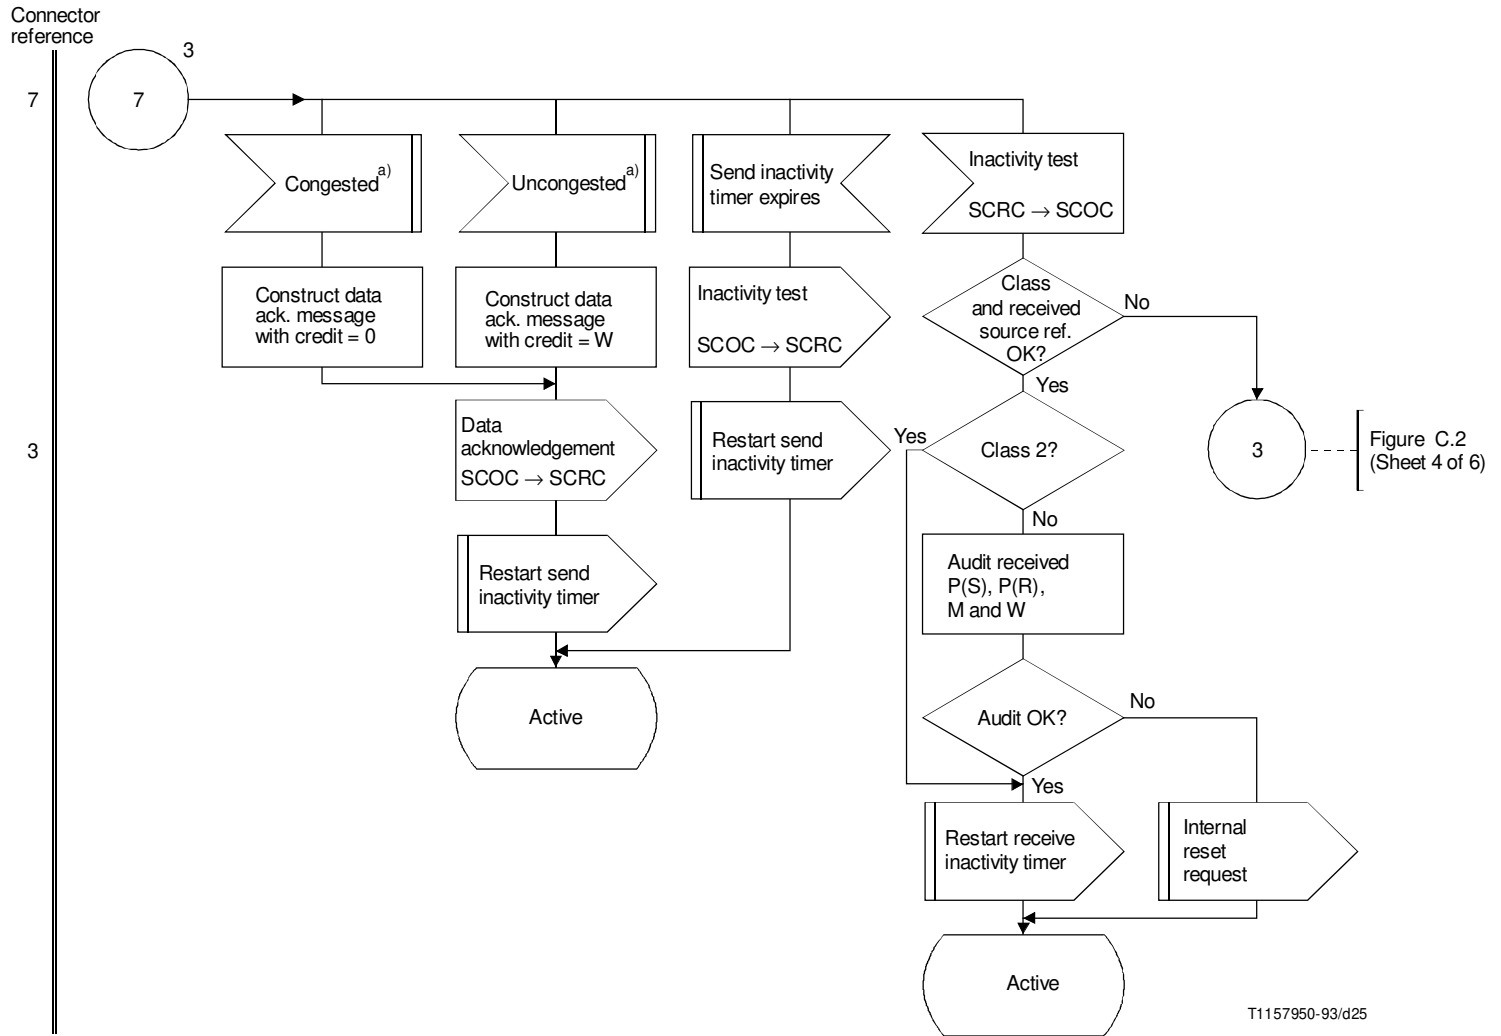 Connector
reference
3
7
7
Congested a)
Uncongested a)
Send inactivity
timer expires
Inactivity test
SCRC → SCOC
Construct data
ack. message
with credit = 0
Construct data
ack. message
with credit = W
Inactivity test
SCOC → SCRC
Class
and received
source ref.
OK?
No
Yes
3
Data
acknowledgement
SCOC → SCRC
Restart send
inactivity timer
Yes
Class 2?
No
3
Figure C.2
(Sheet 4 of 6)
Restart send
inactivity timer
Audit received
P(S), P(R),
M and W
Active
Audit OK?
No
Yes
Restart receive
inactivity timer
Internal
reset
request
Active
T1157950-93/d25